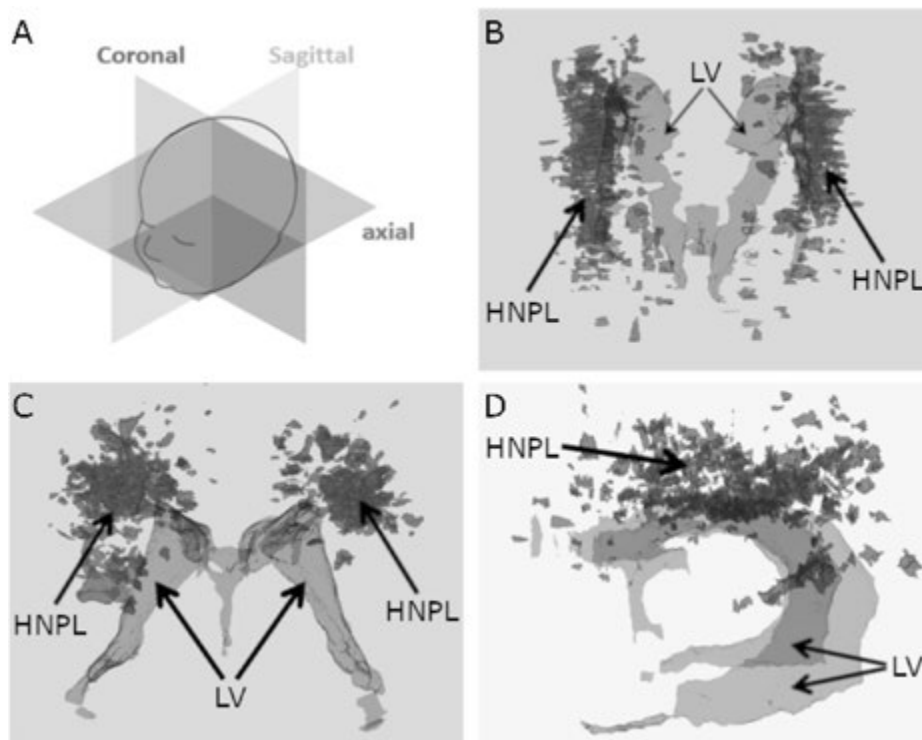 A
Coronal
Sagittal
axial
B
LV
HNPL
HNPL
C
HNPL
HNPL
LV
D
HNPL
LV